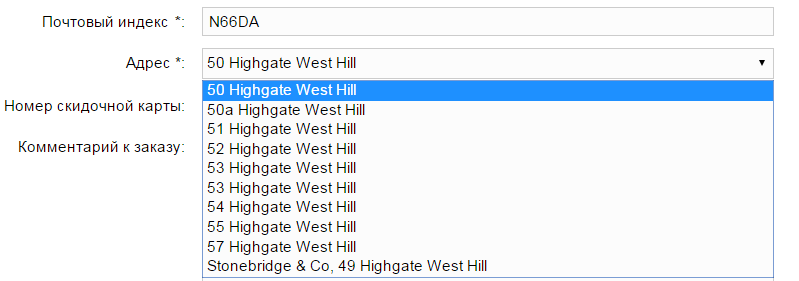 Почтовый индекс *: N66DA
Адрес *: 50 Highgate West Hill
50 Highgate West Hill
Номер скидочной карты: 50a Highgate West Hill
51 Highgate West Hill
Комментарий к заказу: 52 Highgate West Hill
53 Highgate West Hill
53 Highgate West Hill
54 Highgate West Hill
55 Highgate West Hill
57 Highgate West Hill
Stonebridge & Co, 49 Highgate West Hill